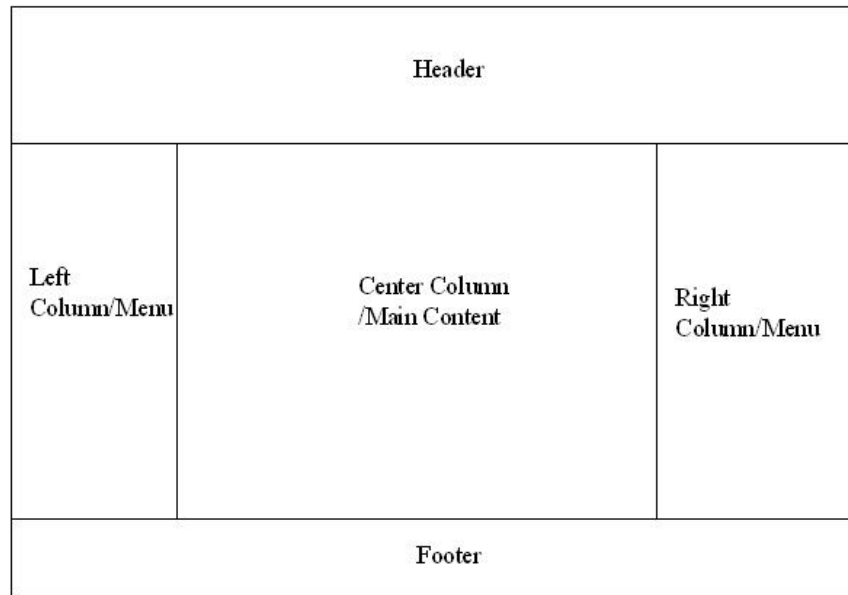 Header
Left
Column/Menu
Center Column
/Main Content
Right
Column/Menu
Footer